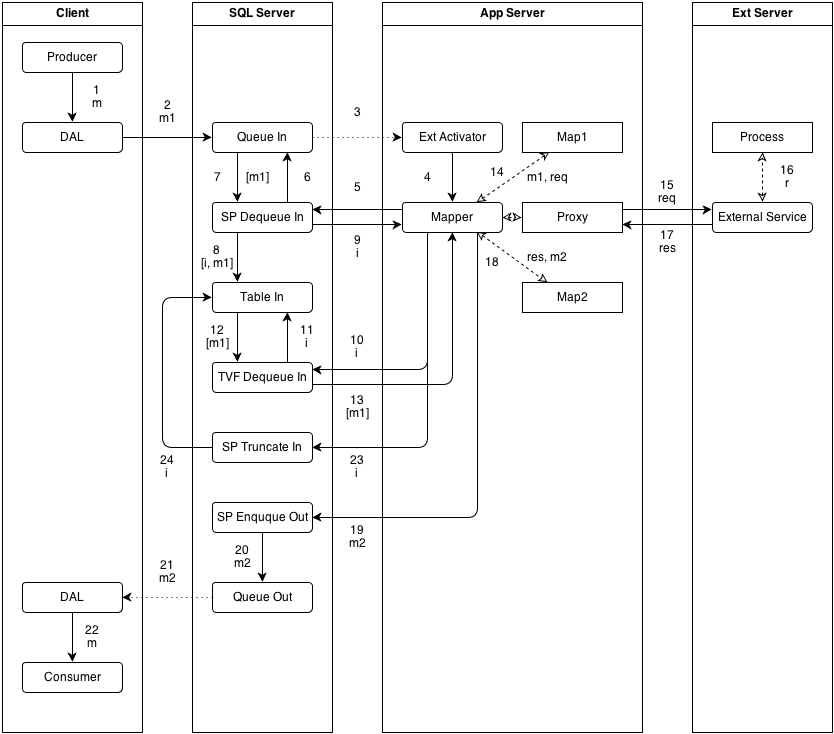 Client
SQL Server
App Server
Ext Server
Producer
1
m
DAL
2
m1
Queue In
3
Ext Activator
Map1
Process
7
[m1]
6
5
4
14
m1, req
15
req
16
r
SP Dequeue In
Mapper
Proxy
External Service
9
i
17
res
8
[i, m1]
18
res, m2
Table In
Map2
12
[m1]
11
i
10
i
TVF Dequeue In
13
[m1]
SP Truncate In
24
i
23
i
SP Enquque Out
19
m2
20
m2
21
m2
DAL
Queue Out
22
m
Consumer